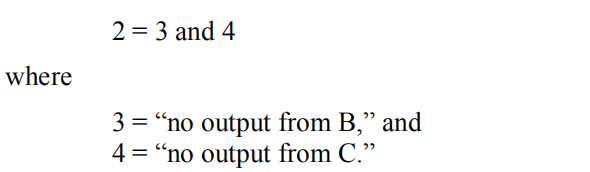 2 = 3 and 4
where
3 = “no output from B,” and
4 = “no output from C.”